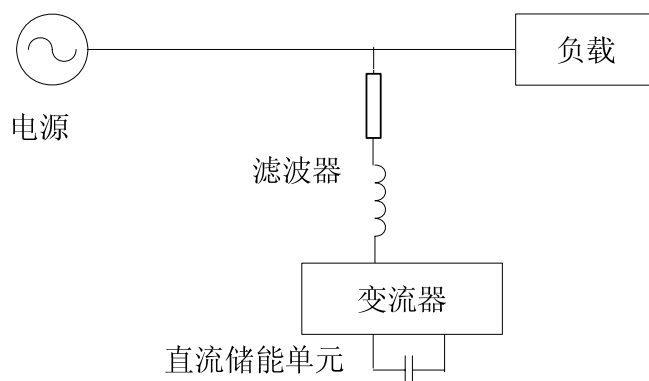 负载
电源
滤波器
变流器
直流储能单元